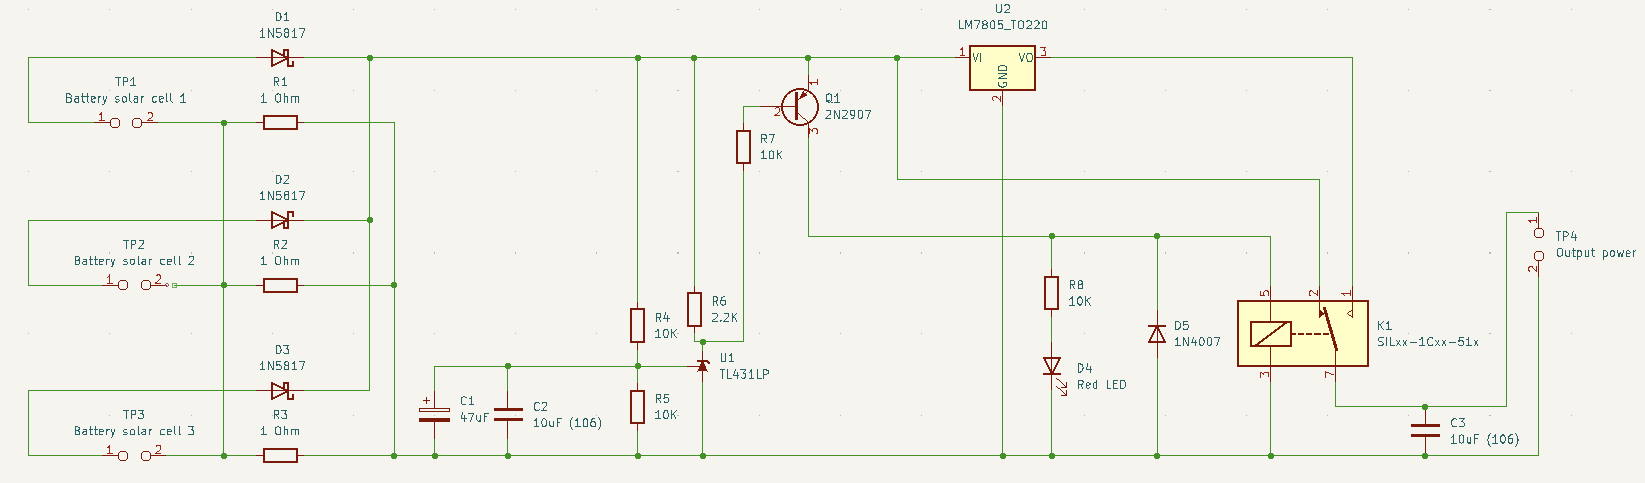 D1
1N5817
TP1
Battery solar cell 1
1
2
R1
1 Ohm
D2
1N5817
TP2
Battery solar cell 2
1
2
R2
1 Ohm
D3
1N5817
TP3
Battery solar cell 3
1
2
R3
1 Ohm
C1
47uF
+
C2
10uF (106)
R4
10K
R5
10K
R6
2.2K
U1
TL431LP
R7
10K
Q1
2N2907
1
2
3
U2
LM7805_TO220
1
VI
VO
3
GND
2
R8
10K
D4
Red LED
D5
1N4007
5
2
1
K1
SILxx-1Cxx-51x
3
7
C3
10uF (106)
1
TP4
Output power
2